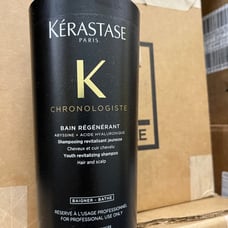 KÉRASTASE
PARIS
K
CHRONOLOGISTE
BAIN RÉGÉNÉRANT
ABYSSINE + ACIDE HYALURONIQUE
Shampooing revitalisant jeunesse
Cheveux et cuir chevelu
Youth revitalizing shampoo
Hair and scalp
BAIGNER - BATHE
RÉSERVÉ À L'USAGE PROFESSIONNEL
FOR PROFESSIONAL USE ONLY